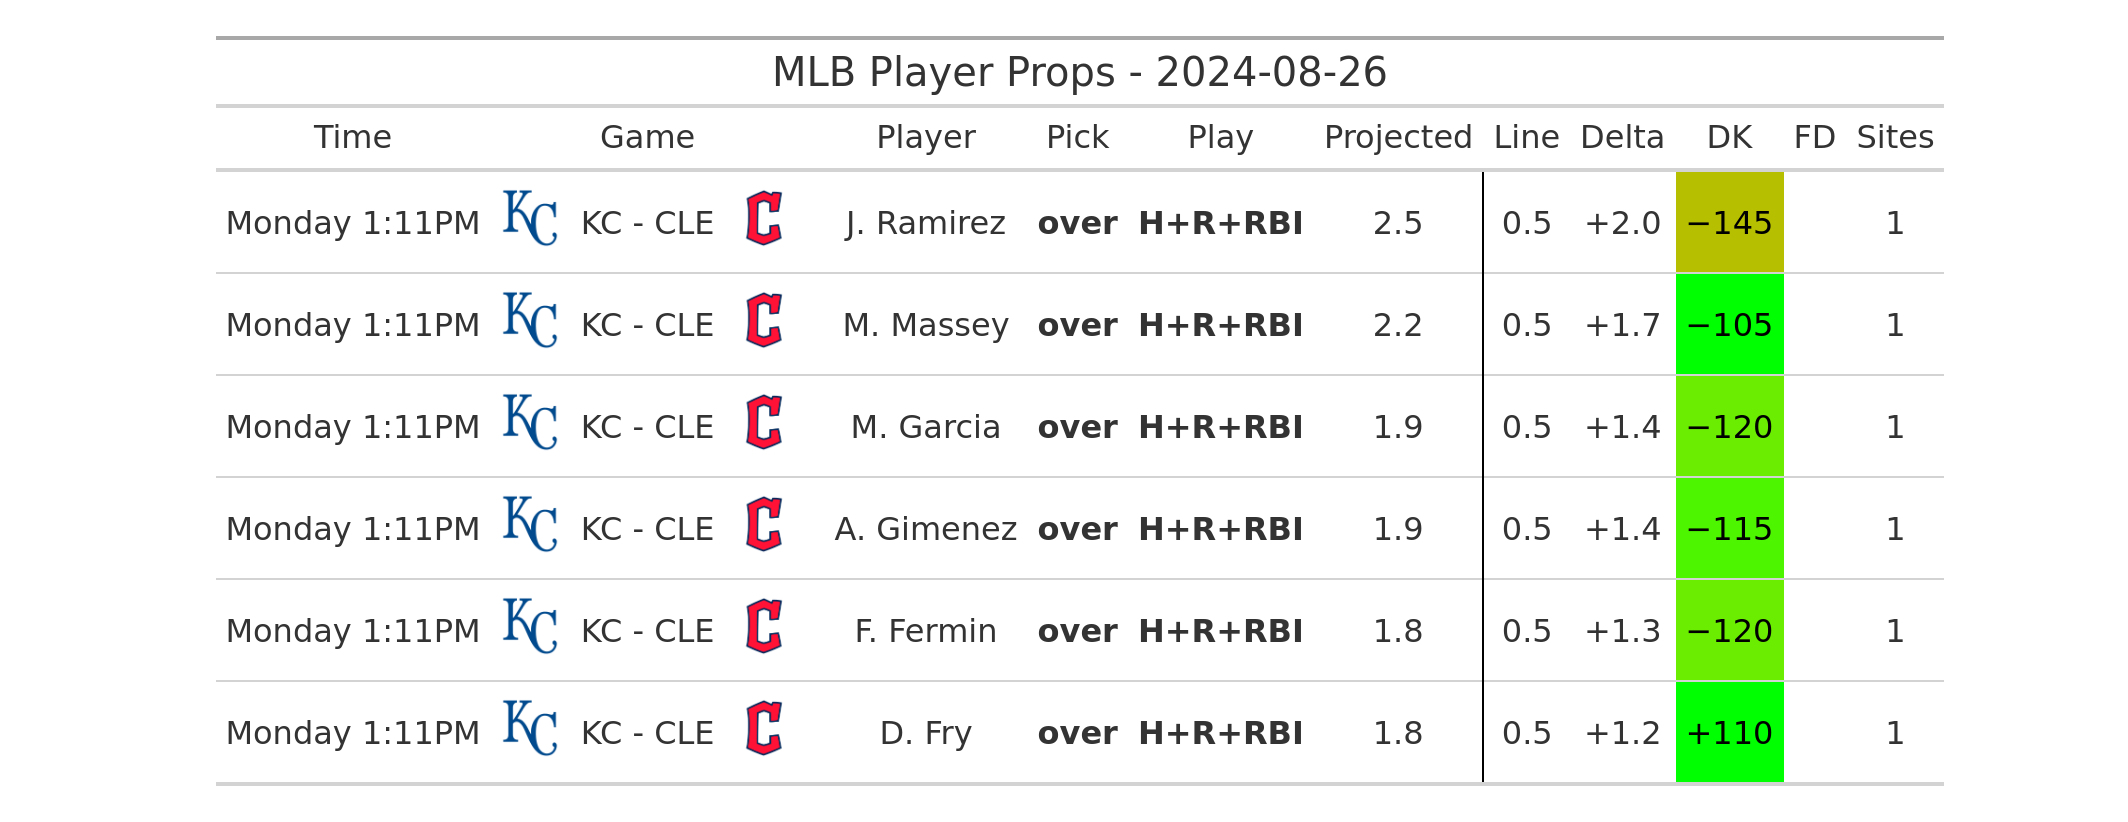 MLB Player Props - 2024-08-26
Time Game Player Pick Play Projected Line Delta DK FD Sites
Monday 1:11PM KC KC - CLE C J. Ramirez over H+R+RBI 2.5 0.5 +2.0 −145 1
Monday 1:11PM KC KC - CLE C M. Massey over H+R+RBI 2.2 0.5 +1.7 −105 1
Monday 1:11PM KC KC - CLE C M. Garcia over H+R+RBI 1.9 0.5 +1.4 −120 1
Monday 1:11PM KC KC - CLE C A. Gimenez over H+R+RBI 1.9 0.5 +1.4 −115 1
Monday 1:11PM KC KC - CLE C F. Fermin over H+R+RBI 1.8 0.5 +1.3 −120 1
Monday 1:11PM KC KC - CLE C D. Fry over H+R+RBI 1.8 0.5 +1.2 +110 1